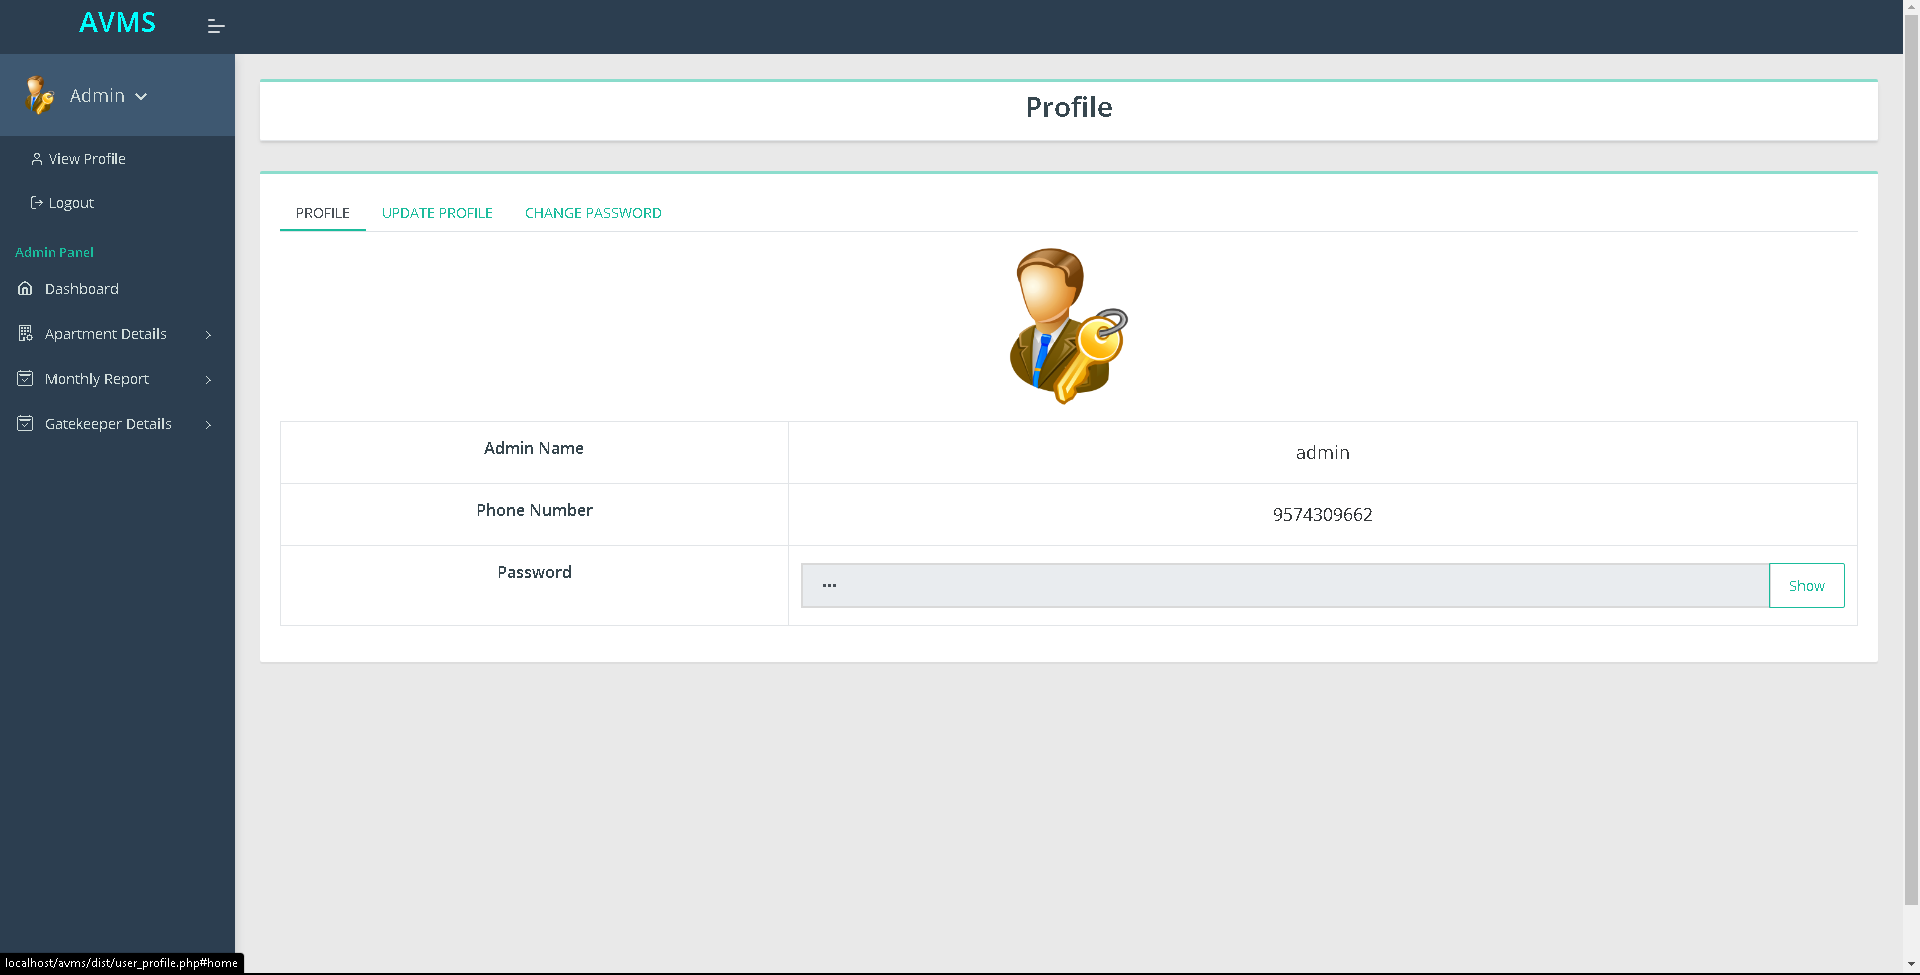 AVMS
Admin
View Profile
Logout
Admin Panel
Dashboard
Apartment Details
Monthly Report
Gatekeeper Details
Profile
PROFILE UPDATE PROFILE CHANGE PASSWORD
Admin Name admin
Phone Number 9574309662
Password ••• Show
localhost/avms/dist/user_profile.php#home